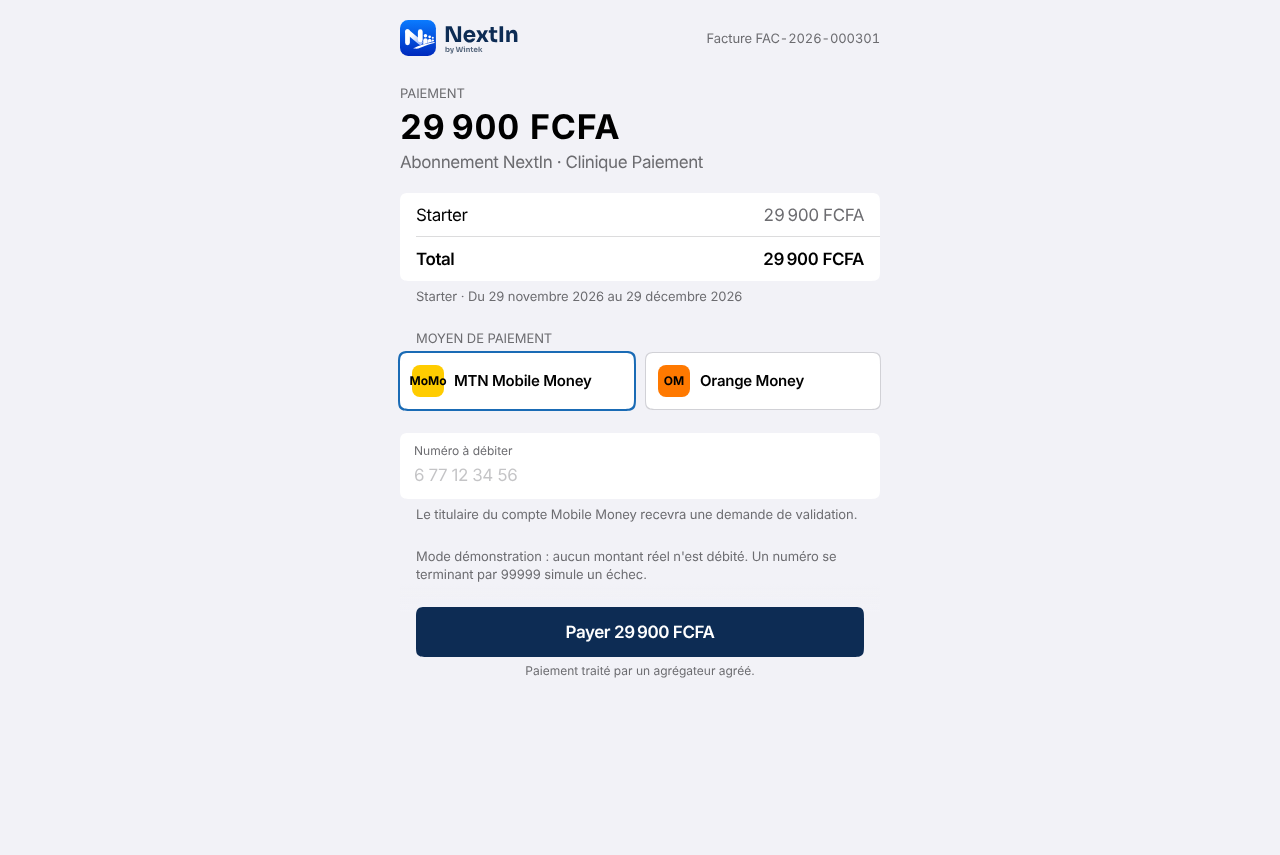 NextIn
by Wintek
Facture FAC-2026-000301
PAIEMENT
29 900 FCFA
Abonnement NextIn · Clinique Paiement
Starter 29 900 FCFA
Total 29 900 FCFA
Starter · Du 29 novembre 2026 au 29 décembre 2026
MOYEN DE PAIEMENT
MoMo MTN Mobile Money
OM Orange Money
Numéro à débiter
6 77 12 34 56
Le titulaire du compte Mobile Money recevra une demande de validation.
Mode démonstration : aucun montant réel n'est débité. Un numéro se
terminant par 99999 simule un échec.
Payer 29 900 FCFA
Paiement traité par un agrégateur agréé.